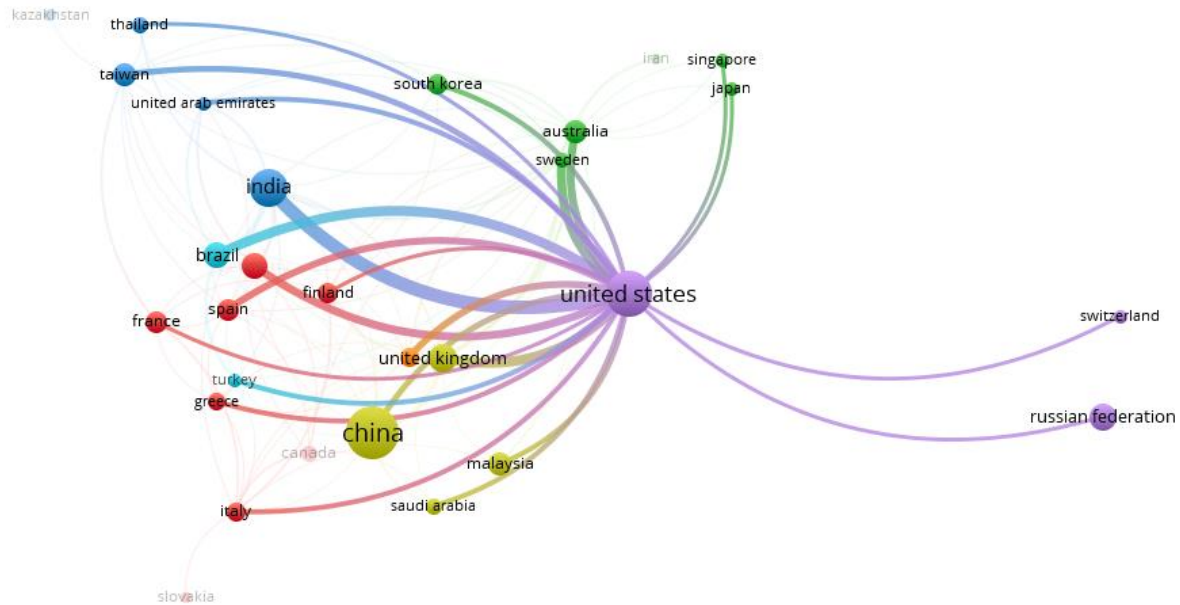 kazakhstan
thailand
taiwan
united arab emirates
south korea
iran
singapore
japan
australia
sweden
india
brazil
finland
spain
france
united states
switzerland
united kingdom
turkey
greece
russian federation
china
canada
malaysia
saudi arabia
italy
slovakia